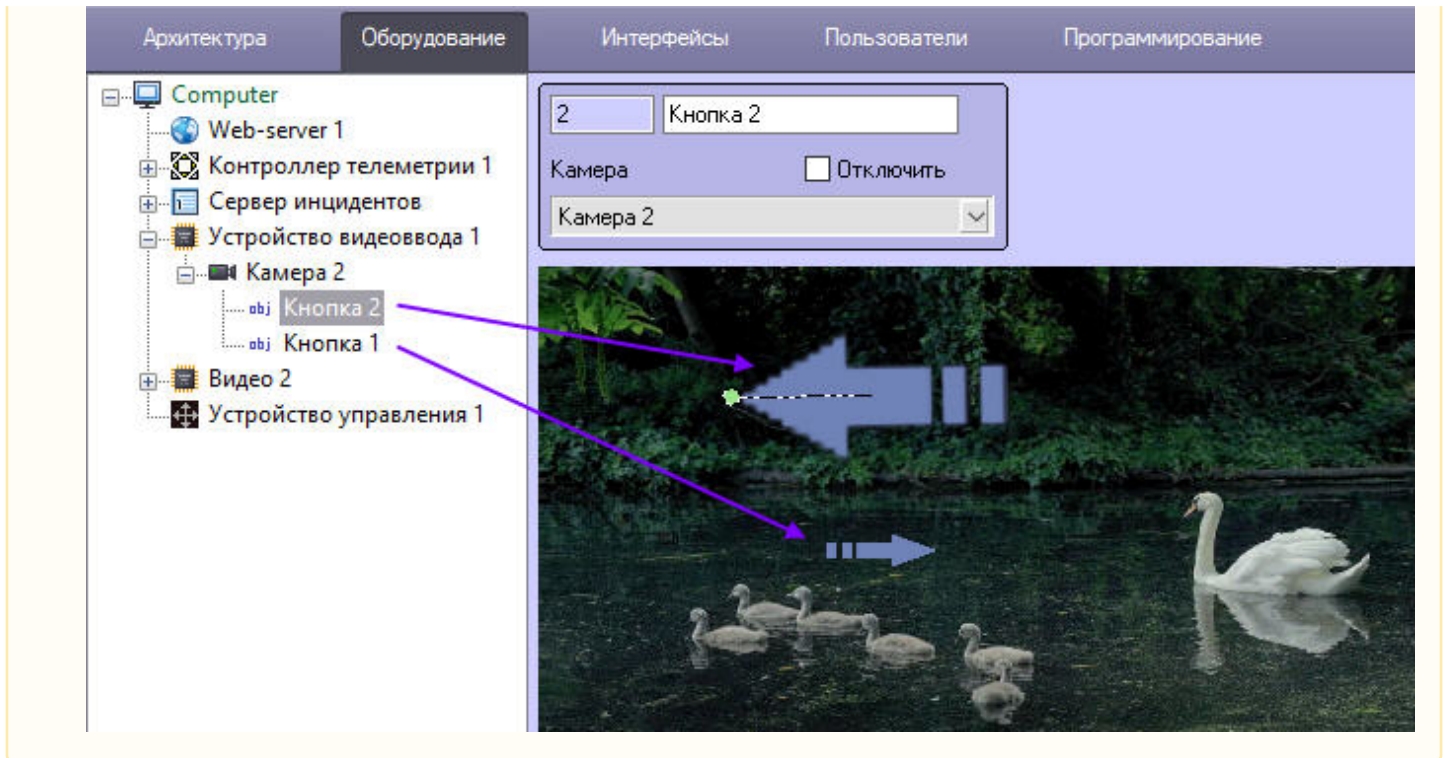 Архитектура Оборудование Интерфейсы Пользователи Программирование
Computer
Web-server 1
Контроллер телеметрии 1
Сервер инцидентов
Устройство видеоввода 1
Камера 2
obj Кнопка 2
obj Кнопка 1
Видео 2
Устройство управления 1
2 Кнопка 2
Камера Отключить
Камера 2